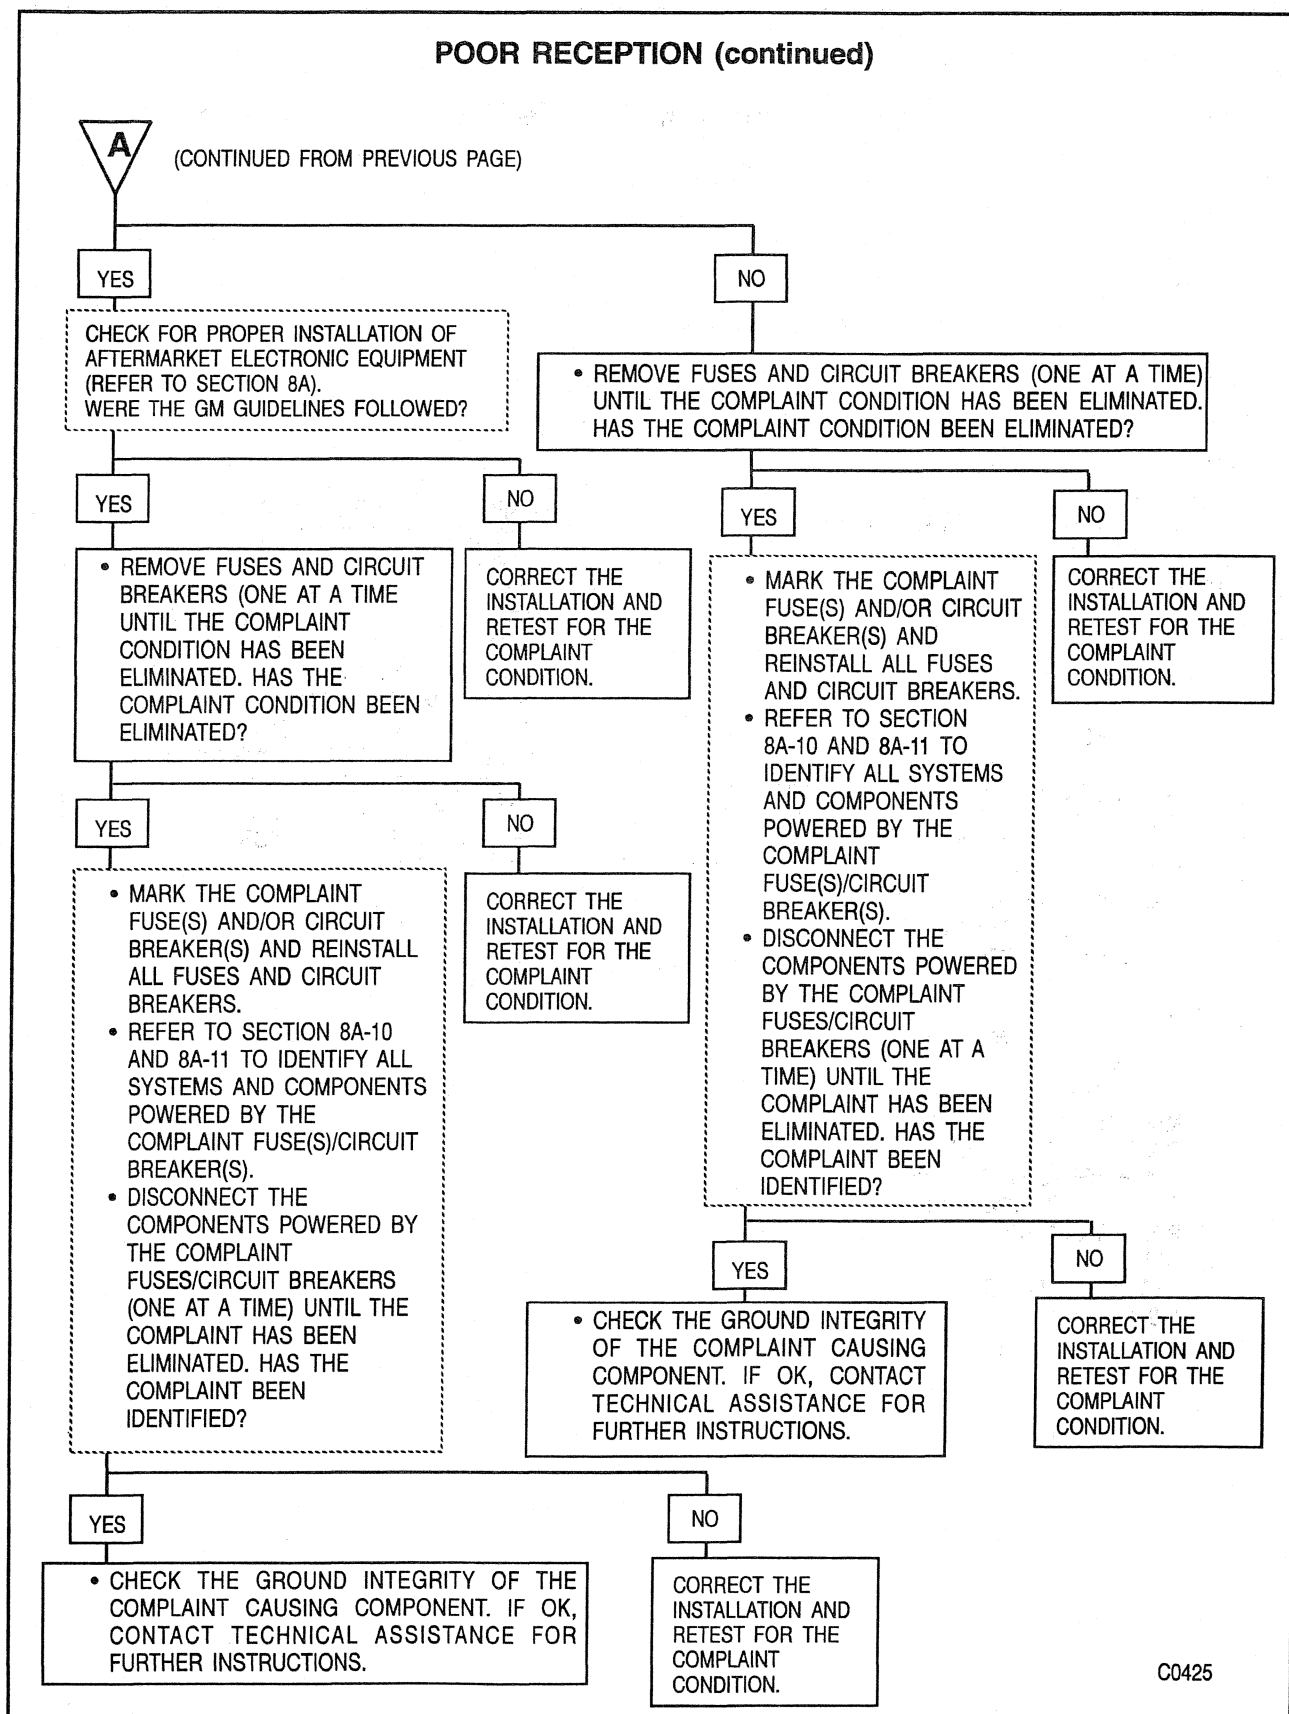 POOR RECEPTION (continued)
A
(CONTINUED FROM PREVIOUS PAGE)
YES
NO
CHECK FOR PROPER INSTALLATION OF
AFTERMARKET ELECTRONIC EQUIPMENT
(REFER TO SECTION 8A).
WERE THE GM GUIDELINES FOLLOWED?
• REMOVE FUSES AND CIRCUIT BREAKERS (ONE AT A TIME)
UNTIL THE COMPLAINT CONDITION HAS BEEN ELIMINATED.
HAS THE COMPLAINT CONDITION BEEN ELIMINATED?
YES
NO
YES
NO
• REMOVE FUSES AND CIRCUIT
BREAKERS (ONE AT A TIME
UNTIL THE COMPLAINT
CONDITION HAS BEEN
ELIMINATED. HAS THE
COMPLAINT CONDITION BEEN
ELIMINATED?
CORRECT THE
INSTALLATION AND
RETEST FOR THE
COMPLAINT
CONDITION.
• MARK THE COMPLAINT
FUSE(S) AND/OR CIRCUIT
BREAKER(S) AND
REINSTALL ALL FUSES
AND CIRCUIT BREAKERS.
• REFER TO SECTION
8A-10 AND 8A-11 TO
IDENTIFY ALL SYSTEMS
AND COMPONENTS
POWERED BY THE
COMPLAINT
FUSE(S)/CIRCUIT
BREAKER(S).
• DISCONNECT THE
COMPONENTS POWERED
BY THE COMPLAINT
FUSES/CIRCUIT
BREAKERS (ONE AT A
TIME) UNTIL THE
COMPLAINT HAS BEEN
ELIMINATED. HAS THE
COMPLAINT BEEN
IDENTIFIED?
CORRECT THE
INSTALLATION AND
RETEST FOR THE
COMPLAINT
CONDITION.
YES
NO
• MARK THE COMPLAINT
FUSE(S) AND/OR CIRCUIT
BREAKER(S) AND REINSTALL
ALL FUSES AND CIRCUIT
BREAKERS.
• REFER TO SECTION 8A-10
AND 8A-11 TO IDENTIFY ALL
SYSTEMS AND COMPONENTS
POWERED BY THE
COMPLAINT FUSE(S)/CIRCUIT
BREAKER(S).
• DISCONNECT THE
COMPONENTS POWERED BY
THE COMPLAINT
FUSES/CIRCUIT BREAKERS
(ONE AT A TIME) UNTIL THE
COMPLAINT HAS BEEN
ELIMINATED. HAS THE
COMPLAINT BEEN
IDENTIFIED?
CORRECT THE
INSTALLATION AND
RETEST FOR THE
COMPLAINT
CONDITION.
YES
NO
• CHECK THE GROUND INTEGRITY
OF THE COMPLAINT CAUSING
COMPONENT. IF OK, CONTACT
TECHNICAL ASSISTANCE FOR
FURTHER INSTRUCTIONS.
CORRECT THE
INSTALLATION AND
RETEST FOR THE
COMPLAINT
CONDITION.
YES
NO
• CHECK THE GROUND INTEGRITY OF THE
COMPLAINT CAUSING COMPONENT. IF OK,
CONTACT TECHNICAL ASSISTANCE FOR
FURTHER INSTRUCTIONS.
CORRECT THE
INSTALLATION AND
RETEST FOR THE
COMPLAINT
CONDITION.
C0425